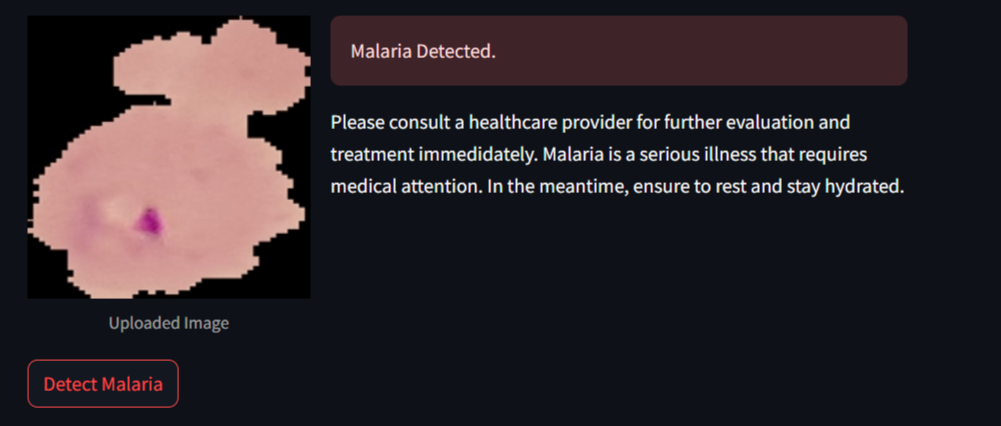 Malaria Detected.
Please consult a healthcare provider for further evaluation and
treatment immedidately. Malaria is a serious illness that requires
medical attention. In the meantime, ensure to rest and stay hydrated.
Uploaded Image
Detect Malaria